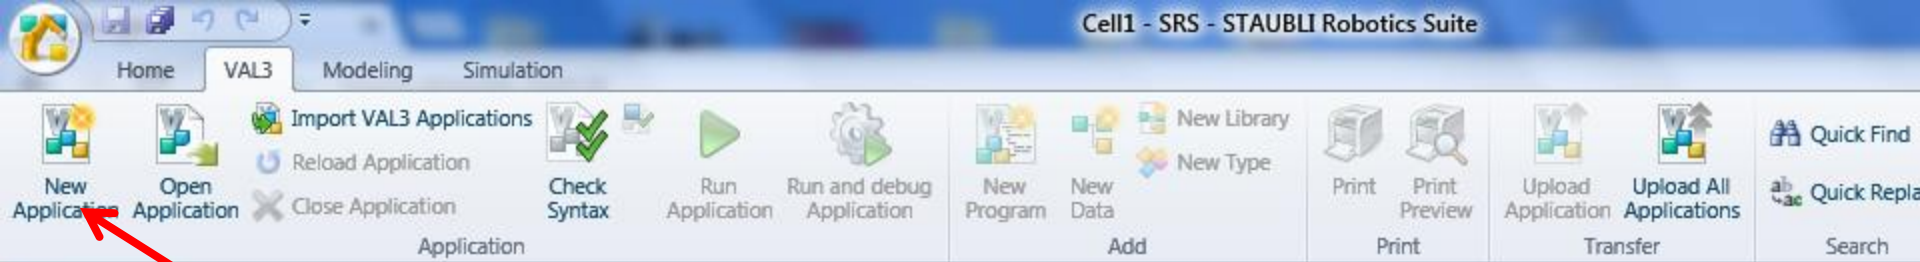 Cell1 - SRS - STAUBLI Robotics Suite
Home VAL3 Modeling Simulation
New Application
Open Application
Import VAL3 Applications
Reload Application
Close Application
Check Syntax
Run Application
Run and debug Application
Application
New Program
New Data
New Library
New Type
Add
Print
Print Preview
Print
Upload Application
Upload All Applications
Transfer
Quick Find
Quick Repla
Search